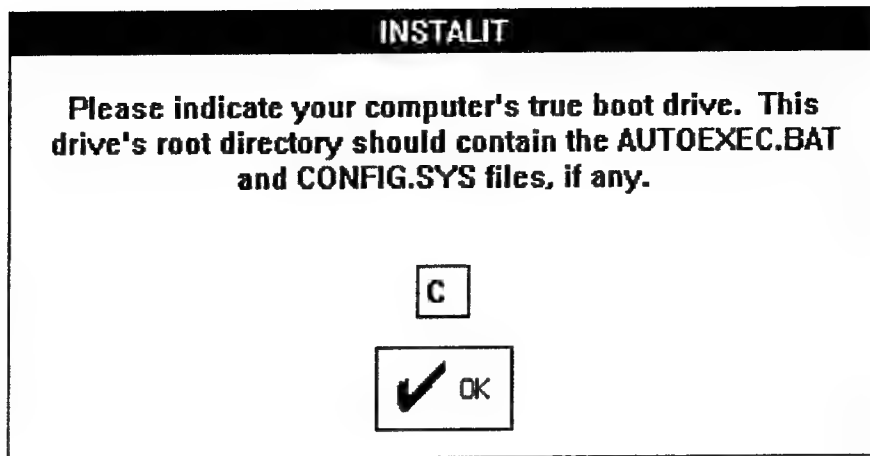 INSTALIT
Please indicate your computer's true boot drive. This
drive's root directory should contain the AUTOEXEC.BAT
and CONFIG.SYS files, if any.
C
OK